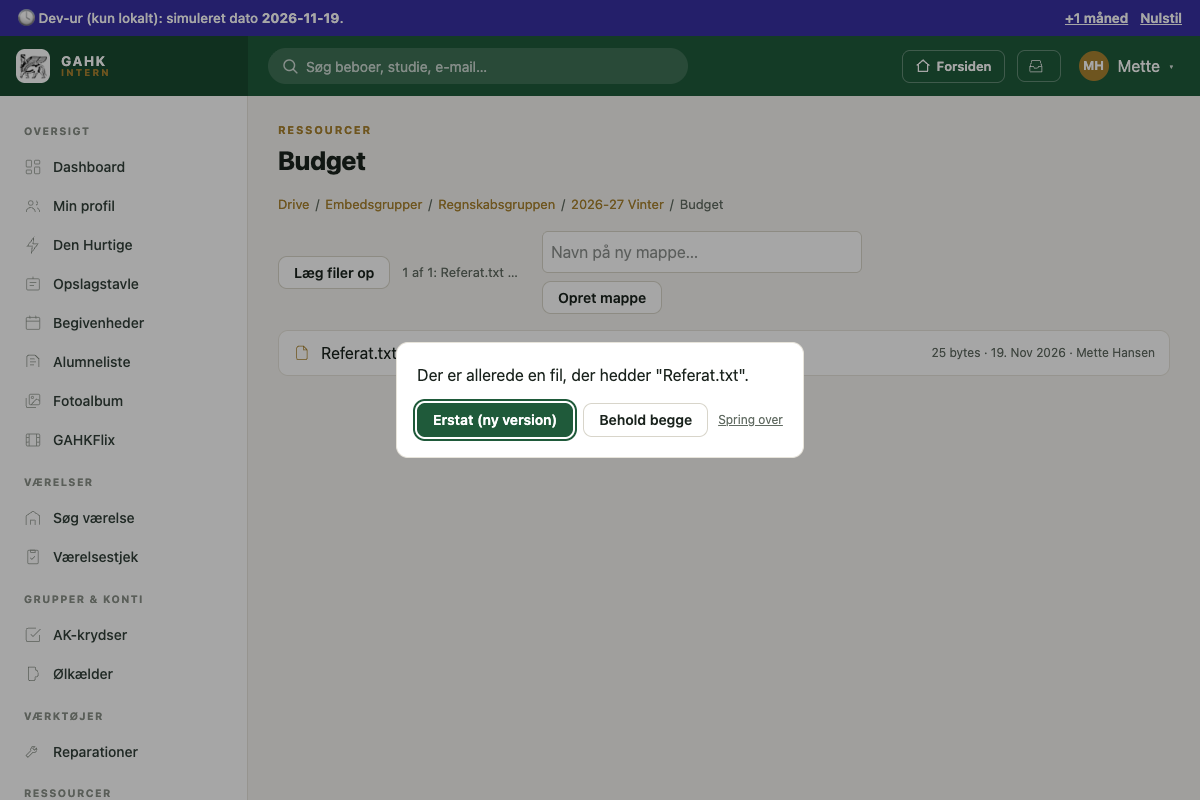 Dev-ur (kun lokalt): simuleret dato 2026-11-19.
+1 måned Nulstil
GAHK
INTERN
Søg beboer, studie, e-mail...
Forsiden
MH Mette
OVERSIGT
Dashboard
Min profil
Den Hurtige
Opslagstavle
Begivenheder
Alumneliste
Fotoalbum
GAHKFlix
VÆRELSER
Søg værelse
Værelsestjek
GRUPPER & KONTI
AK-krydser
Ølkælder
VÆRKTØJER
Reparationer
RESSOURCER
RESSOURCER
Budget
Drive / Embedsgrupper / Regnskabsgruppen / 2026-27 Vinter / Budget
Læg filer op
1 af 1: Referat.txt ...
Navn på ny mappe...
Opret mappe
Referat.txt
25 bytes · 19. Nov 2026 · Mette Hansen
Der er allerede en fil, der hedder "Referat.txt".
Erstat (ny version)
Behold begge
Spring over